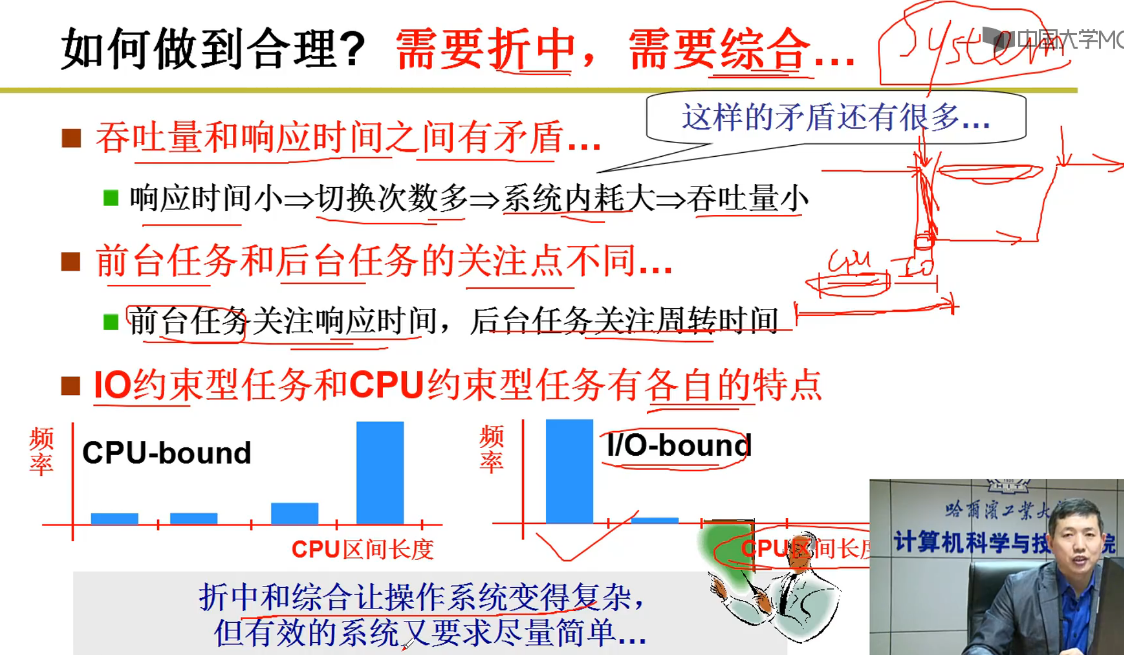 如何做到合理? 需要折中，需要综合...
System
中国大学MO
这样的矛盾还有很多...
吞吐量和响应时间之间有矛盾...
响应时间小⇒切换次数多⇒系统内耗大⇒吞吐量小
前台任务和后台任务的关注点不同...
CPU IO
前台任务关注响应时间，后台任务关注周转时间
IO约束型任务和CPU约束型任务有各自的特点
频率
CPU-bound
频率
I/O-bound
CPU区间长度
CPU区间长度
哈爾濱工業大
计算机科学与技 院
折中和综合让操作系统变得复杂，
但有效的系统又要求尽量简单...